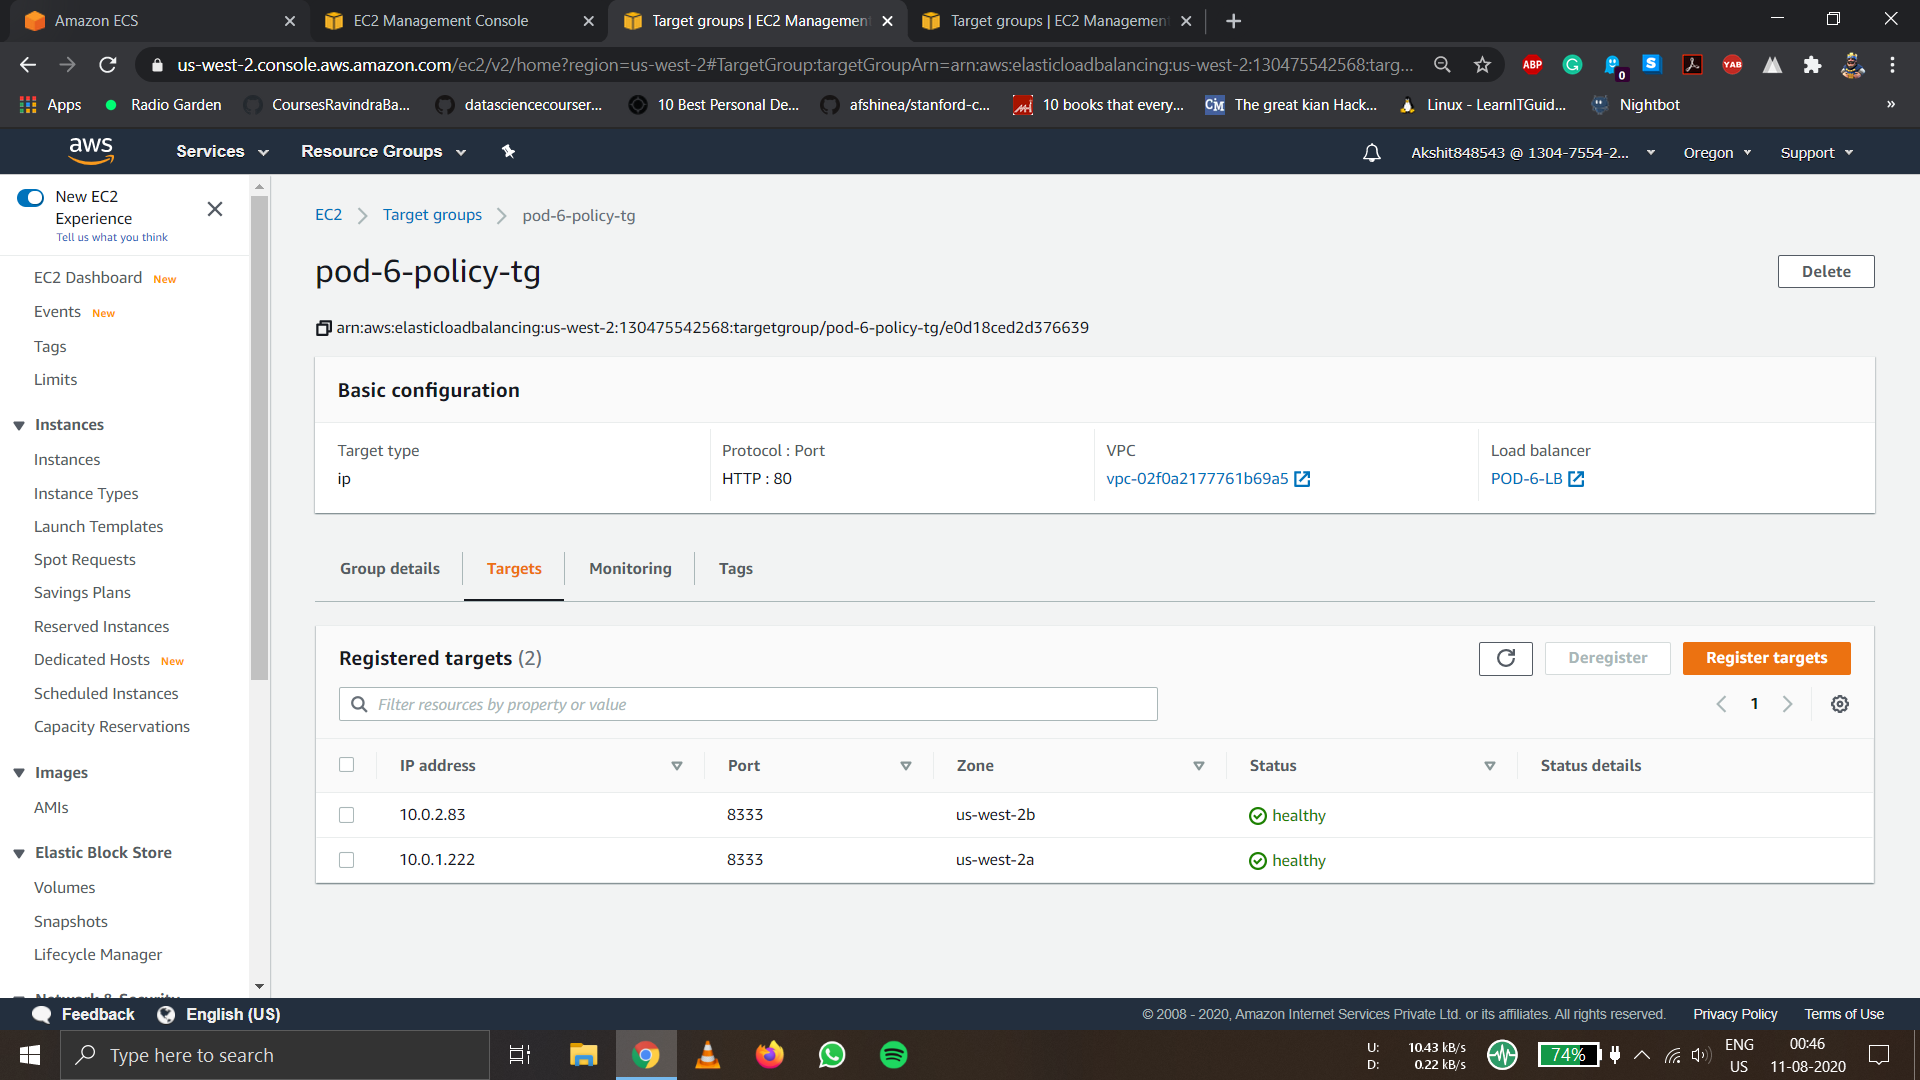 Amazon ECS
EC2 Management Console
Target groups | EC2 Management
Target groups | EC2 Management
us-west-2.console.aws.amazon.com/ec2/v2/home?region=us-west-2#TargetGroup:targetGroupArn=arn:aws:elasticloadbalancing:us-west-2:130475542568:targ...
ABP
0
S
YAB
Apps
Radio Garden
CoursesRavindraBa...
datasciencecourser...
10 Best Personal De...
afshinea/stanford-c...
10 books that every...
CM
The great kian Hack...
Linux - LearnITGuid...
Nightbot
»
aws
Services
Resource Groups
Akshit848543 @ 1304-7554-2...
Oregon
Support
New EC2
Experience
Tell us what you think
EC2 Dashboard New
Events New
Tags
Limits
Instances
Instances
Instance Types
Launch Templates
Spot Requests
Savings Plans
Reserved Instances
Dedicated Hosts New
Scheduled Instances
Capacity Reservations
Images
AMIs
Elastic Block Store
Volumes
Snapshots
Lifecycle Manager
Network & Security
EC2
Target groups
pod-6-policy-tg
pod-6-policy-tg
Delete
arn:aws:elasticloadbalancing:us-west-2:130475542568:targetgroup/pod-6-policy-tg/e0d18ced2d376639
Basic configuration
Target type
ip
Protocol : Port
HTTP : 80
VPC
vpc-02f0a2177761b69a5
Load balancer
POD-6-LB
Group details
Targets
Monitoring
Tags
Registered targets (2)
Deregister
Register targets
Filter resources by property or value
1
IP address
Port
Zone
Status
Status details
10.0.2.83
8333
us-west-2b
healthy
10.0.1.222
8333
us-west-2a
healthy
Feedback
English (US)
© 2008 - 2020, Amazon Internet Services Private Ltd. or its affiliates. All rights reserved.
Privacy Policy
Terms of Use
Type here to search
U: 10.43 kB/s
D: 0.22 kB/s
74%
ENG
US
00:46
11-08-2020